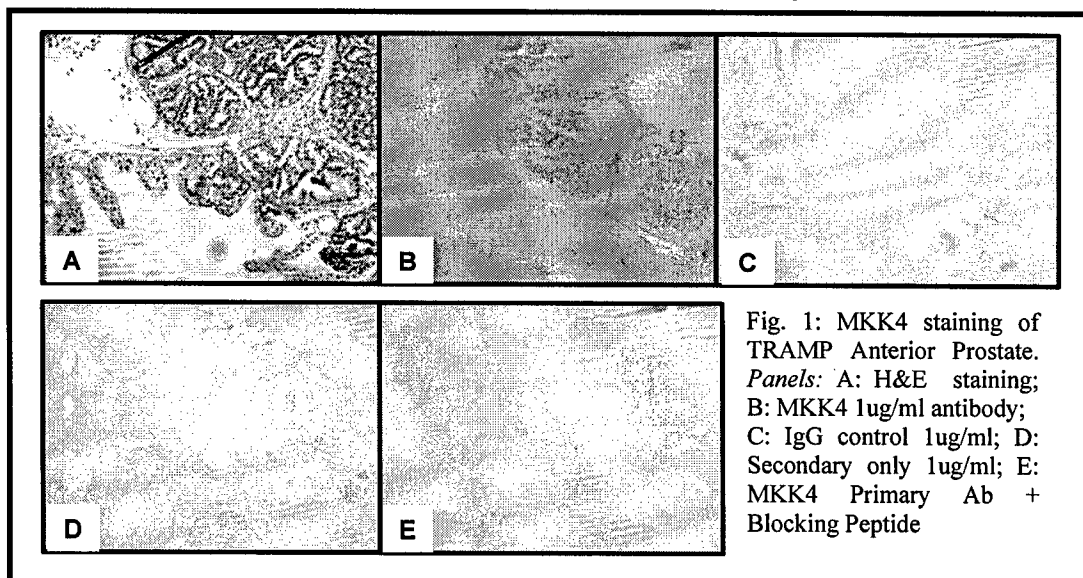 A
B
C
D
E
Fig. 1: MKK4 staining of
TRAMP Anterior Prostate.
Panels: A: H&E staining;
B: MKK4 1ug/ml antibody;
C: IgG control 1ug/ml; D:
Secondary only 1ug/ml; E:
MKK4 Primary Ab +
Blocking Peptide